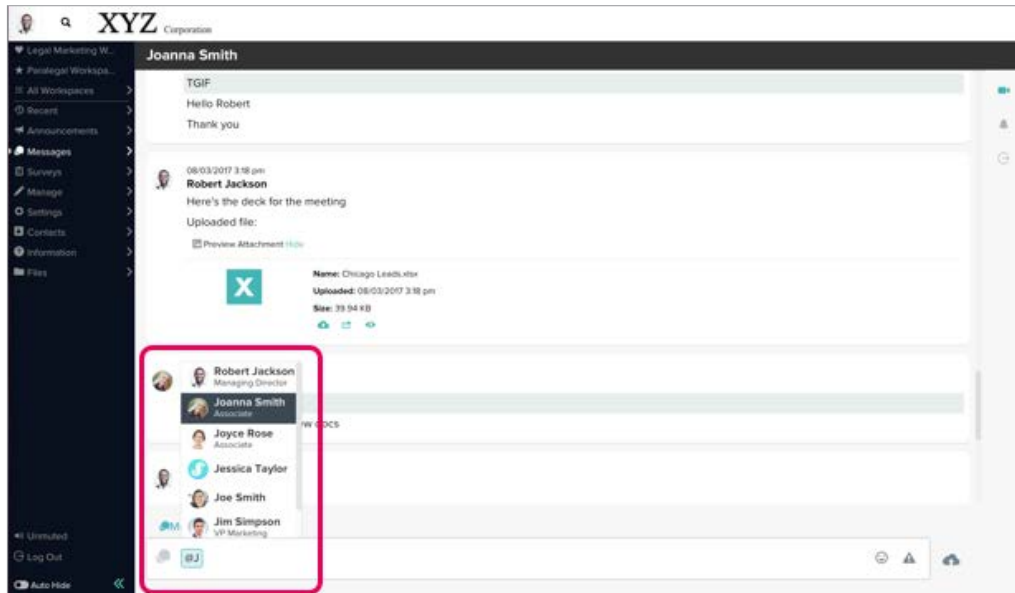 XYZ Corporation
Legal Marketing W...
Paralegal Workspa...
All Workspaces
Recent
Announcements
Messages
Surveys
Manage
Settings
Contacts
Information
Files
Unmuted
Log Out
Auto Hide
Joanna Smith
TGIF
Hello Robert
Thank you
08/03/2017 3:18 pm
Robert Jackson
Here's the deck for the meeting
Uploaded file:
Preview Attachment Hide
X
Name: Chicago Leads.xlsx
Uploaded: 08/03/2017 3:18 pm
Size: 39.94 KB
Robert Jackson
Managing Director
Joanna Smith
Associate
docs
Joyce Rose
Associate
Jessica Taylor
Joe Smith
Jim Simpson
VP Marketing
@J